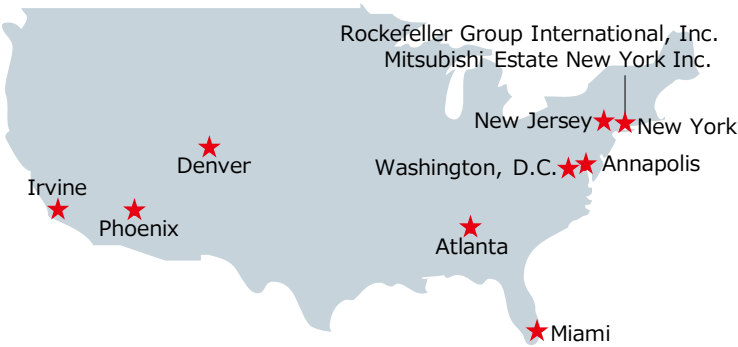 Rockefeller Group International, Inc.
Mitsubishi Estate New York Inc.
New Jersey
New York
Denver
Washington, D.C.
Annapolis
Irvine
Phoenix
Atlanta
Miami